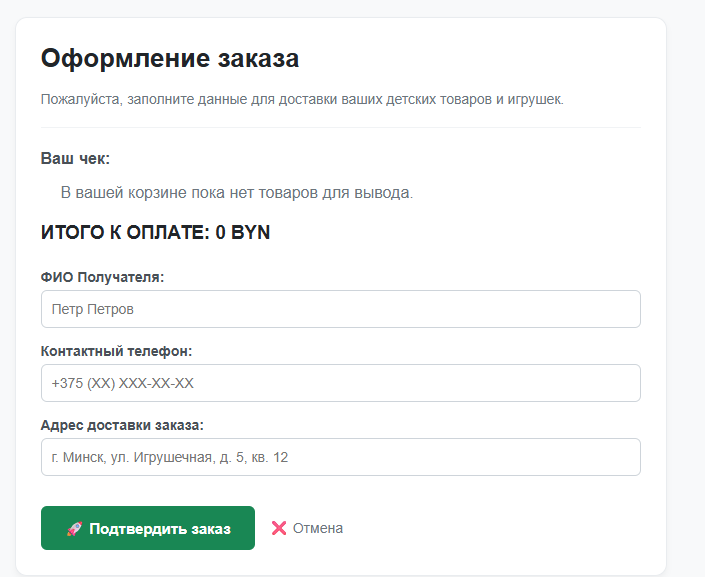 Оформление заказа
Пожалуйста, заполните данные для доставки ваших детских товаров и игрушек.
Ваш чек:
В вашей корзине пока нет товаров для вывода.
ИТОГО К ОПЛАТЕ: 0 BYN
ФИО Получателя:
Петр Петров
Контактный телефон:
+375 (XX) XXX-XX-XX
Адрес доставки заказа:
г. Минск, ул. Игрушечная, д. 5, кв. 12
🚀 Подтвердить заказ ❌ Отмена